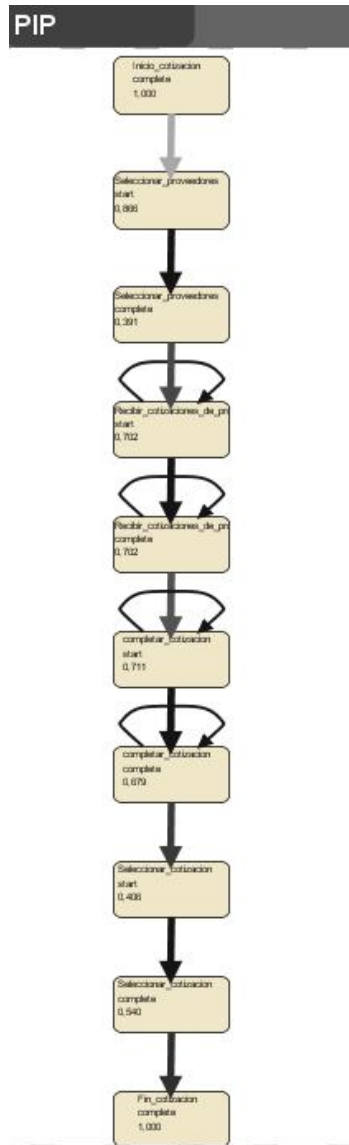 PIP
Inicio_cotizacion
complete
1,000
Seleccionar_proveedores
start
0,866
Seleccionar_proveedores
complete
0,391
Recibir_cotizaciones_de_pr
start
0,702
Recibir_cotizaciones_de_pr
complete
0,702
completar_cotizacion
start
0,711
completar_cotizacion
complete
0,679
Seleccionar_cotizacion
start
0,406
Seleccionar_cotizacion
complete
0,540
Fin_cotizacion
complete
1,000